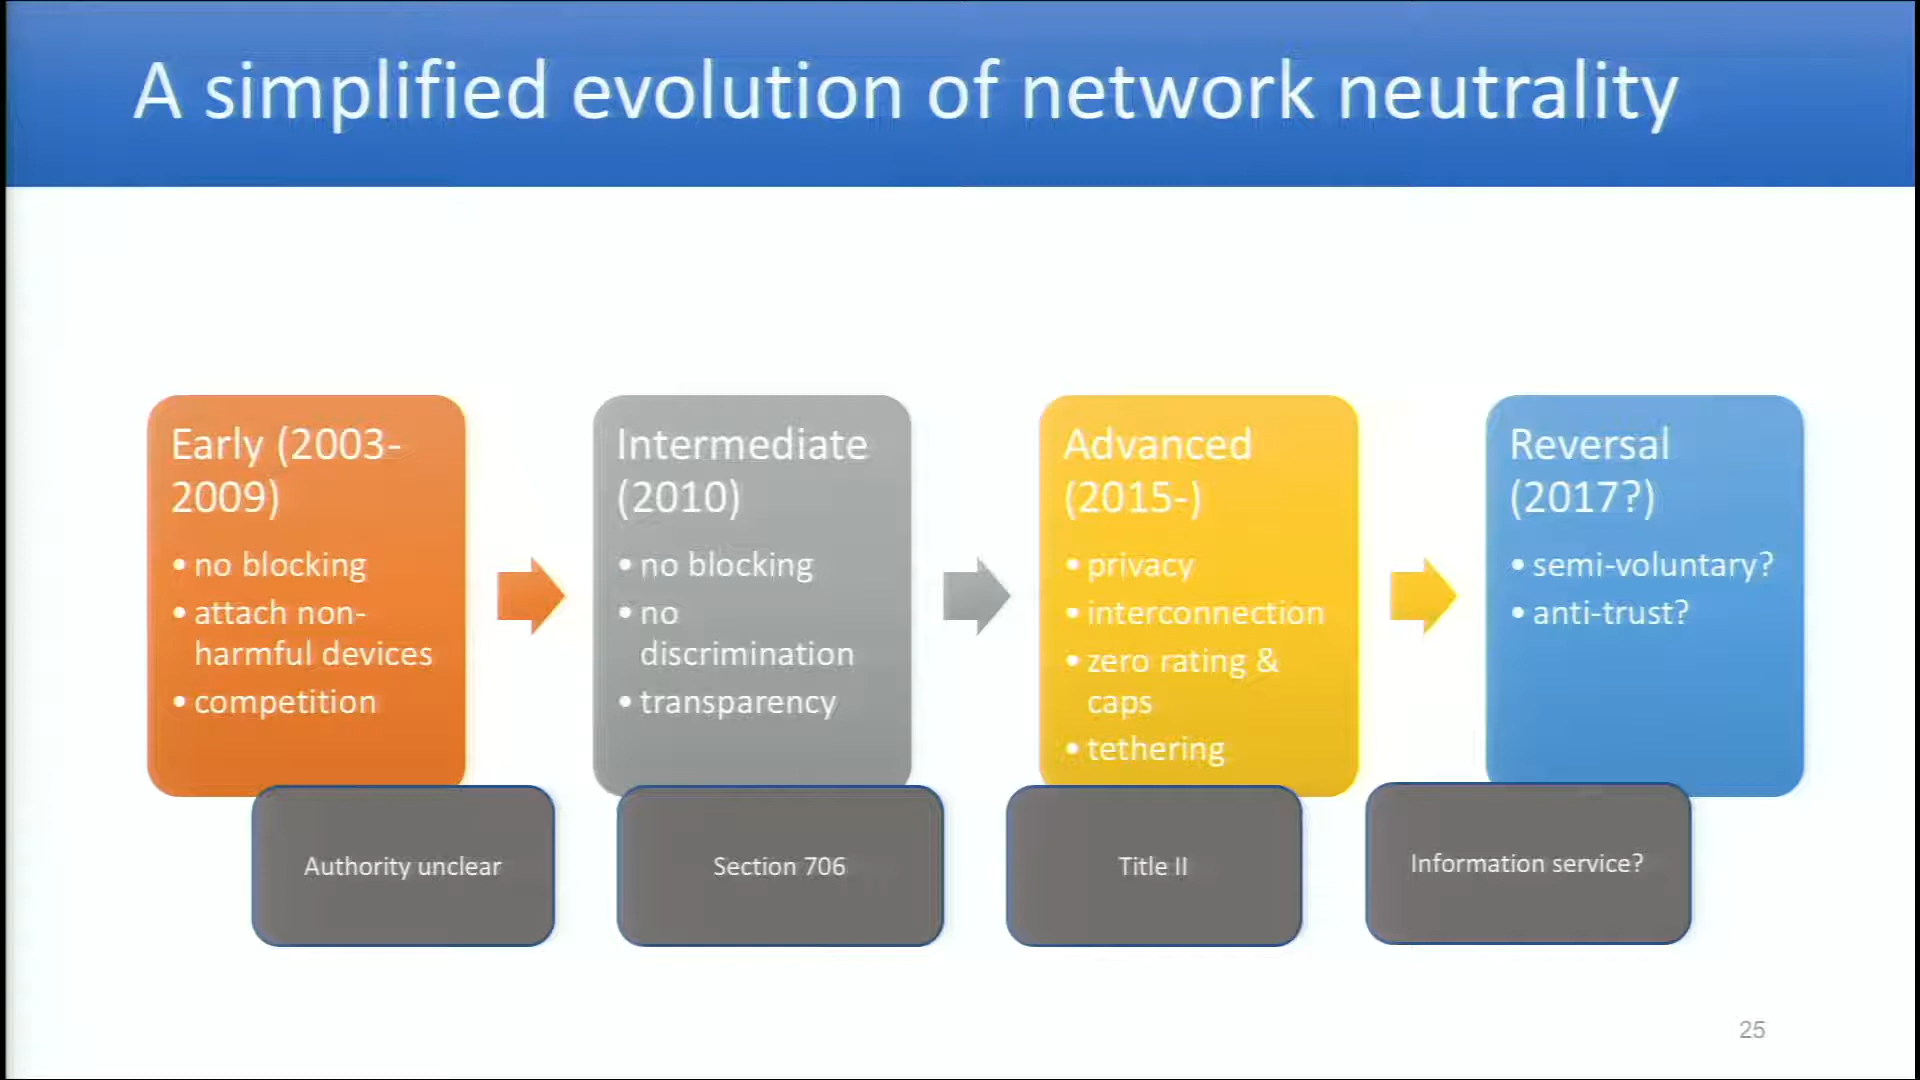 A simplified evolution of network neutrality
Early (2003-
2009)
• no blocking
• attach non-
harmful devices
• competition
Intermediate
(2010)
• no blocking
• no
discrimination
• transparency
Advanced
(2015-)
• privacy
• interconnection
• zero rating &
caps
• tethering
Reversal
(2017?)
• semi-voluntary?
• anti-trust?
Authority unclear
Section 706
Title II
Information service?
25